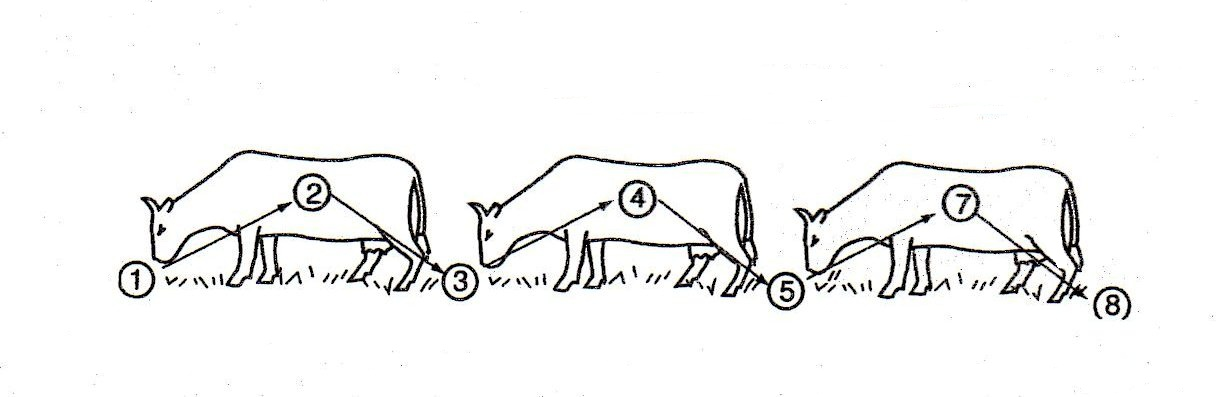 ① ② ③ ④ ⑤ ⑦ ⑧